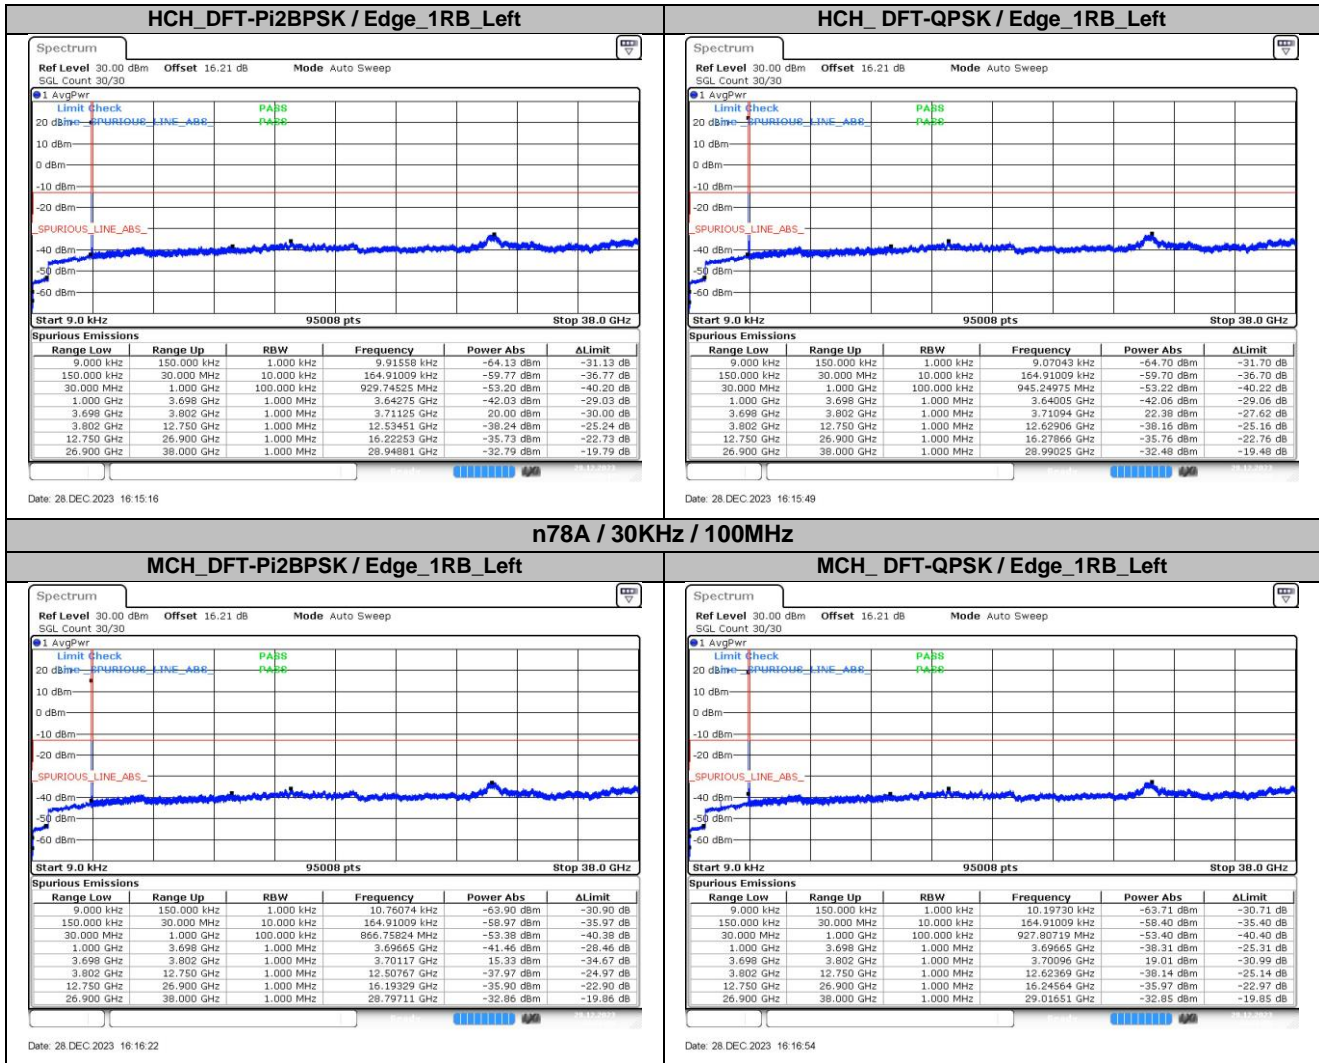 HCH_DFT-Pi2BPSK / Edge_1RB_Left
Spectrum
Ref Level 30.00 dBm Offset 16.21 dB Mode Auto Sweep
SGL Count 30/30
1 AvgPwr
Limit Check PASS
20 dBm Line _SPURIOUS_LINE_ABS_ PASS
10 dBm
0 dBm
-10 dBm
-20 dBm
_SPURIOUS_LINE_ABS_
-40 dBm
-50 dBm
-60 dBm
Start 9.0 kHz 95008 pts Stop 38.0 GHz
Spurious Emissions
Range Low Range Up RBW Frequency Power Abs ΔLimit
9.000 kHz 150.000 kHz 1.000 kHz 9.91558 kHz -64.13 dBm -31.13 dB
150.000 kHz 30.000 MHz 10.000 kHz 164.91009 kHz -59.77 dBm -36.77 dB
30.000 MHz 1.000 GHz 100.000 kHz 929.74525 MHz -53.20 dBm -40.20 dB
1.000 GHz 3.698 GHz 1.000 MHz 3.64275 GHz -42.03 dBm -29.03 dB
3.698 GHz 3.802 GHz 1.000 MHz 3.71125 GHz 20.00 dBm -30.00 dB
3.802 GHz 12.750 GHz 1.000 MHz 12.53451 GHz -38.24 dBm -25.24 dB
12.750 GHz 26.900 GHz 1.000 MHz 16.22253 GHz -35.73 dBm -22.73 dB
26.900 GHz 38.000 GHz 1.000 MHz 28.94881 GHz -32.79 dBm -19.79 dB
Date: 28.DEC.2023 16:15:16
HCH_ DFT-QPSK / Edge_1RB_Left
Spectrum
Ref Level 30.00 dBm Offset 16.21 dB Mode Auto Sweep
SGL Count 30/30
1 AvgPwr
Limit Check PASS
20 dBm Line _SPURIOUS_LINE_ABS_ PASS
10 dBm
0 dBm
-10 dBm
-20 dBm
_SPURIOUS_LINE_ABS_
-40 dBm
-50 dBm
-60 dBm
Start 9.0 kHz 95008 pts Stop 38.0 GHz
Spurious Emissions
Range Low Range Up RBW Frequency Power Abs ΔLimit
9.000 kHz 150.000 kHz 1.000 kHz 9.07043 kHz -64.70 dBm -31.70 dB
150.000 kHz 30.000 MHz 10.000 kHz 164.91009 kHz -59.70 dBm -36.70 dB
30.000 MHz 1.000 GHz 100.000 kHz 945.24975 MHz -53.22 dBm -40.22 dB
1.000 GHz 3.698 GHz 1.000 MHz 3.64005 GHz -42.06 dBm -29.06 dB
3.698 GHz 3.802 GHz 1.000 MHz 3.71094 GHz 22.38 dBm -27.62 dB
3.802 GHz 12.750 GHz 1.000 MHz 12.62906 GHz -38.16 dBm -25.16 dB
12.750 GHz 26.900 GHz 1.000 MHz 16.27866 GHz -35.76 dBm -22.76 dB
26.900 GHz 38.000 GHz 1.000 MHz 28.99025 GHz -32.48 dBm -19.48 dB
Date: 28.DEC.2023 16:15:49
n78A / 30KHz / 100MHz
MCH_DFT-Pi2BPSK / Edge_1RB_Left
Spectrum
Ref Level 30.00 dBm Offset 16.21 dB Mode Auto Sweep
SGL Count 30/30
1 AvgPwr
Limit Check PASS
20 dBm Line _SPURIOUS_LINE_ABS_ PASS
10 dBm
0 dBm
-10 dBm
-20 dBm
_SPURIOUS_LINE_ABS_
-40 dBm
-50 dBm
-60 dBm
Start 9.0 kHz 95008 pts Stop 38.0 GHz
Spurious Emissions
Range Low Range Up RBW Frequency Power Abs ΔLimit
9.000 kHz 150.000 kHz 1.000 kHz 10.76074 kHz -63.90 dBm -30.90 dB
150.000 kHz 30.000 MHz 10.000 kHz 164.91009 kHz -58.97 dBm -35.97 dB
30.000 MHz 1.000 GHz 100.000 kHz 866.75824 MHz -53.38 dBm -40.38 dB
1.000 GHz 3.698 GHz 1.000 MHz 3.69665 GHz -41.46 dBm -28.46 dB
3.698 GHz 3.802 GHz 1.000 MHz 3.70117 GHz 15.33 dBm -34.67 dB
3.802 GHz 12.750 GHz 1.000 MHz 12.50767 GHz -37.97 dBm -24.97 dB
12.750 GHz 26.900 GHz 1.000 MHz 16.19329 GHz -35.90 dBm -22.90 dB
26.900 GHz 38.000 GHz 1.000 MHz 28.79711 GHz -32.86 dBm -19.86 dB
Date: 28.DEC.2023 16:16:22
MCH_ DFT-QPSK / Edge_1RB_Left
Spectrum
Ref Level 30.00 dBm Offset 16.21 dB Mode Auto Sweep
SGL Count 30/30
1 AvgPwr
Limit Check PASS
20 dBm Line _SPURIOUS_LINE_ABS_ PASS
10 dBm
0 dBm
-10 dBm
-20 dBm
_SPURIOUS_LINE_ABS_
-40 dBm
-50 dBm
-60 dBm
Start 9.0 kHz 95008 pts Stop 38.0 GHz
Spurious Emissions
Range Low Range Up RBW Frequency Power Abs ΔLimit
9.000 kHz 150.000 kHz 1.000 kHz 10.19730 kHz -63.71 dBm -30.71 dB
150.000 kHz 30.000 MHz 10.000 kHz 164.91009 kHz -58.40 dBm -35.40 dB
30.000 MHz 1.000 GHz 100.000 kHz 927.80719 MHz -53.40 dBm -40.40 dB
1.000 GHz 3.698 GHz 1.000 MHz 3.69665 GHz -38.31 dBm -25.31 dB
3.698 GHz 3.802 GHz 1.000 MHz 3.70096 GHz 19.01 dBm -30.99 dB
3.802 GHz 12.750 GHz 1.000 MHz 12.62369 GHz -38.14 dBm -25.14 dB
12.750 GHz 26.900 GHz 1.000 MHz 16.24564 GHz -35.97 dBm -22.97 dB
26.900 GHz 38.000 GHz 1.000 MHz 29.01651 GHz -32.85 dBm -19.85 dB
Date: 28.DEC.2023 16:16:54